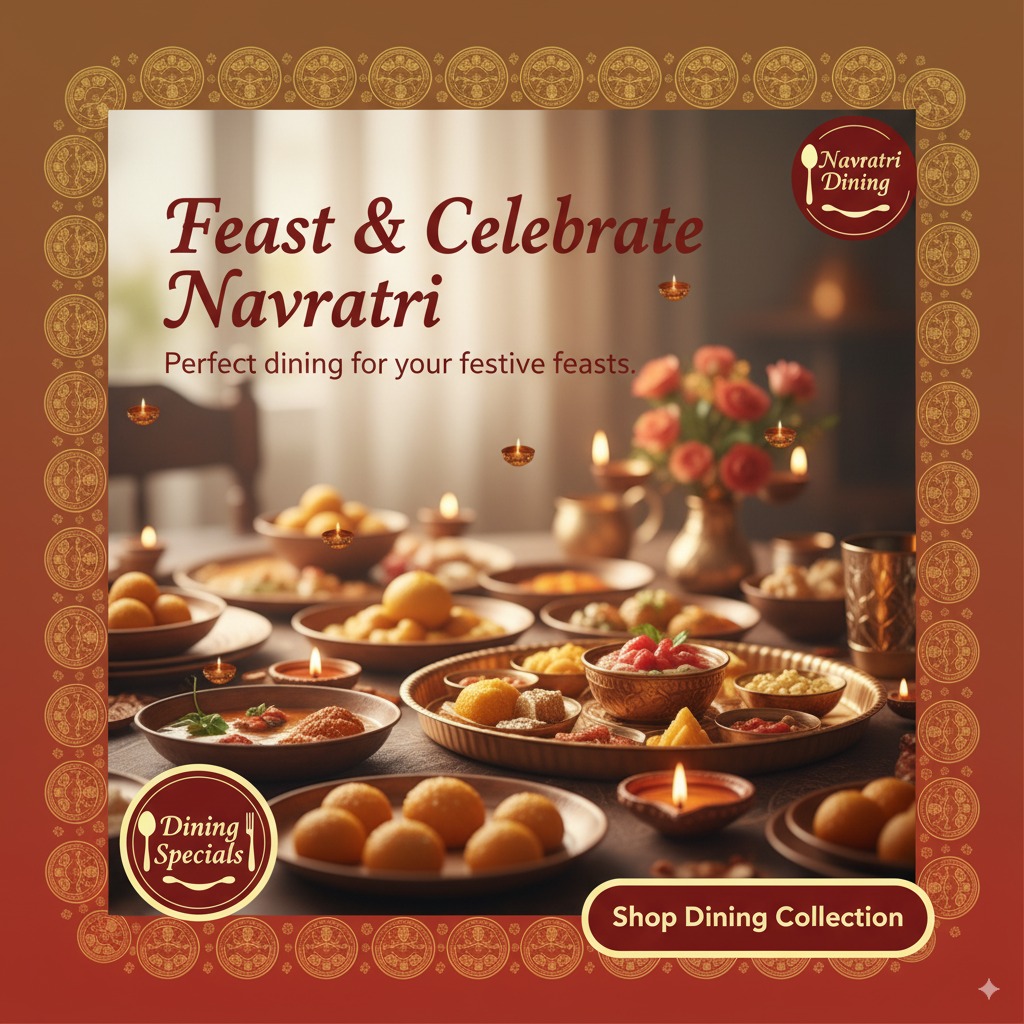 Navratri
Dining
Feast & Celebrate
Navratri
Perfect dining for your festive feasts.
Dining
Specials
Shop Dining Collection